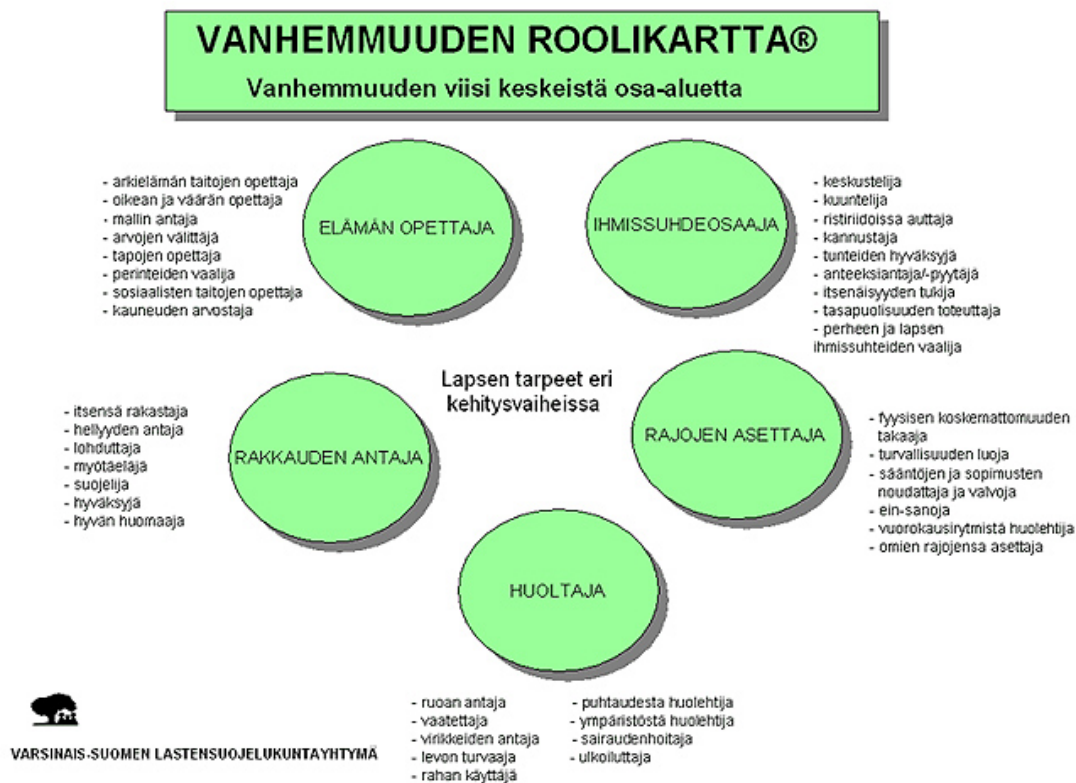 VANHEMMUUDEN ROOLIKARTTA®
Vanhemmuuden viisi keskeistä osa-aluetta
- arkielämän taitojen opettaja
- oikean ja väärän opettaja
- mallin antaja
- arvojen välittäjä
- tapojen opettaja
- perinteiden vaalija
- sosiaalisten taitojen opettaja
- kauneuden arvostaja
ELÄMÄN OPETTAJA
IHMISSUHDEOSAAJA
- keskustelija
- kuuntelija
- ristiriidoissa auttaja
- kannustaja
- tunteiden hyväksyjä
- anteeksiantaja/-pyytäjä
- itsenäisyyden tukija
- tasapuolisuuden toteuttaja
- perheen ja lapsen
ihmissuhteiden vaalija
Lapsen tarpeet eri
kehitysvaiheissa
- itsensä rakastaja
- hellyyden antaja
- lohduttaja
- myötäeläjä
- suojelija
- hyväksyjä
- hyvän huomaaja
RAKKAUDEN ANTAJA
RAJOJEN ASETTAJA
- fyysisen koskemattomuuden
takaaja
- turvallisuuden luoja
- sääntöjen ja sopimusten
noudattaja ja valvoja
- ein-sanoja
- vuorokausirytmistä huolehtija
- omien rajojensa asettaja
HUOLTAJA
- ruoan antaja
- vaatettaja
- virikkeiden antaja
- levon turvaaja
- rahan käyttäjä
- puhtaudesta huolehtija
- ympäristöstä huolehtija
- sairaudenhoitaja
- ulkoiluttaja
VARSINAIS-SUOMEN LASTENSUOJELUKUNTAYHTYMÄ